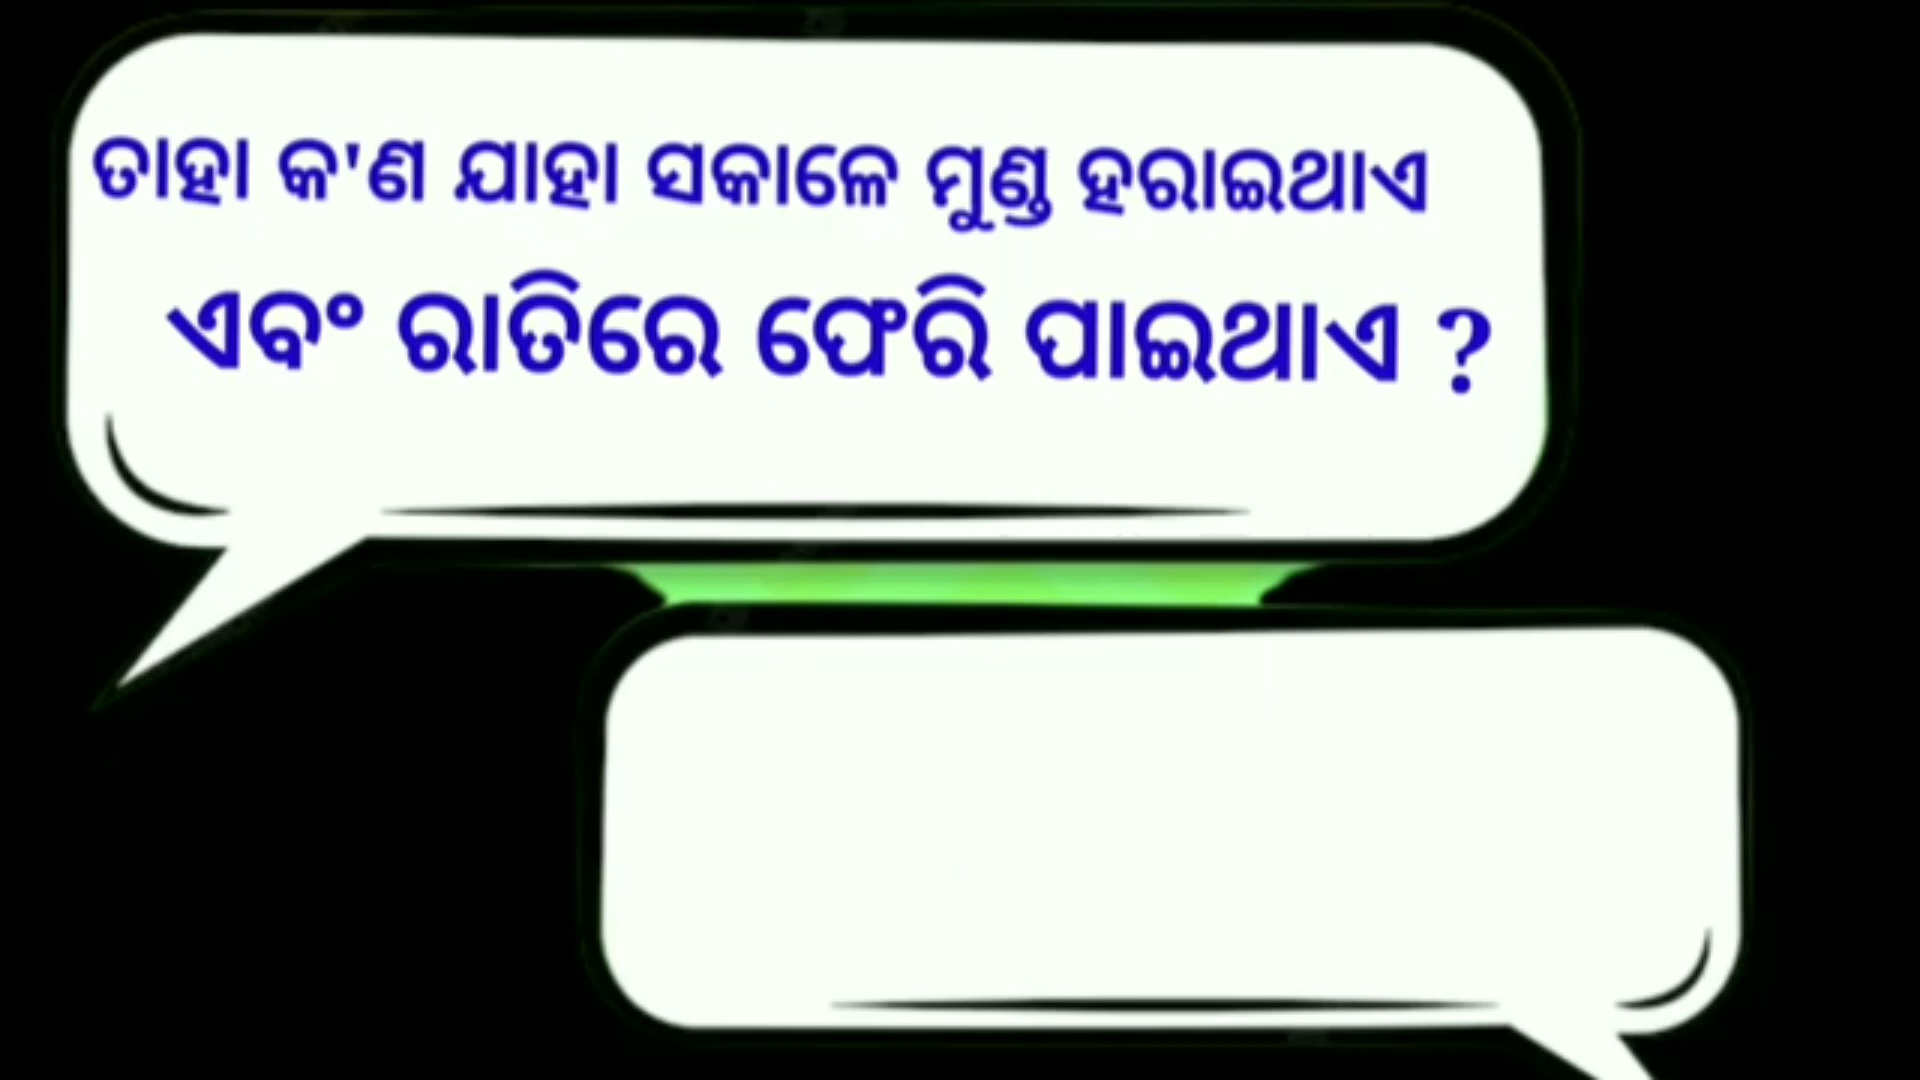 ତାହା କ'ଣ ଯାହା ସକାଳେ ମୁଣ୍ଡ ହରାଇଥାଏ
ଏବଂ ରାତିରେ ଫେରି ପାଇଥାଏ ?